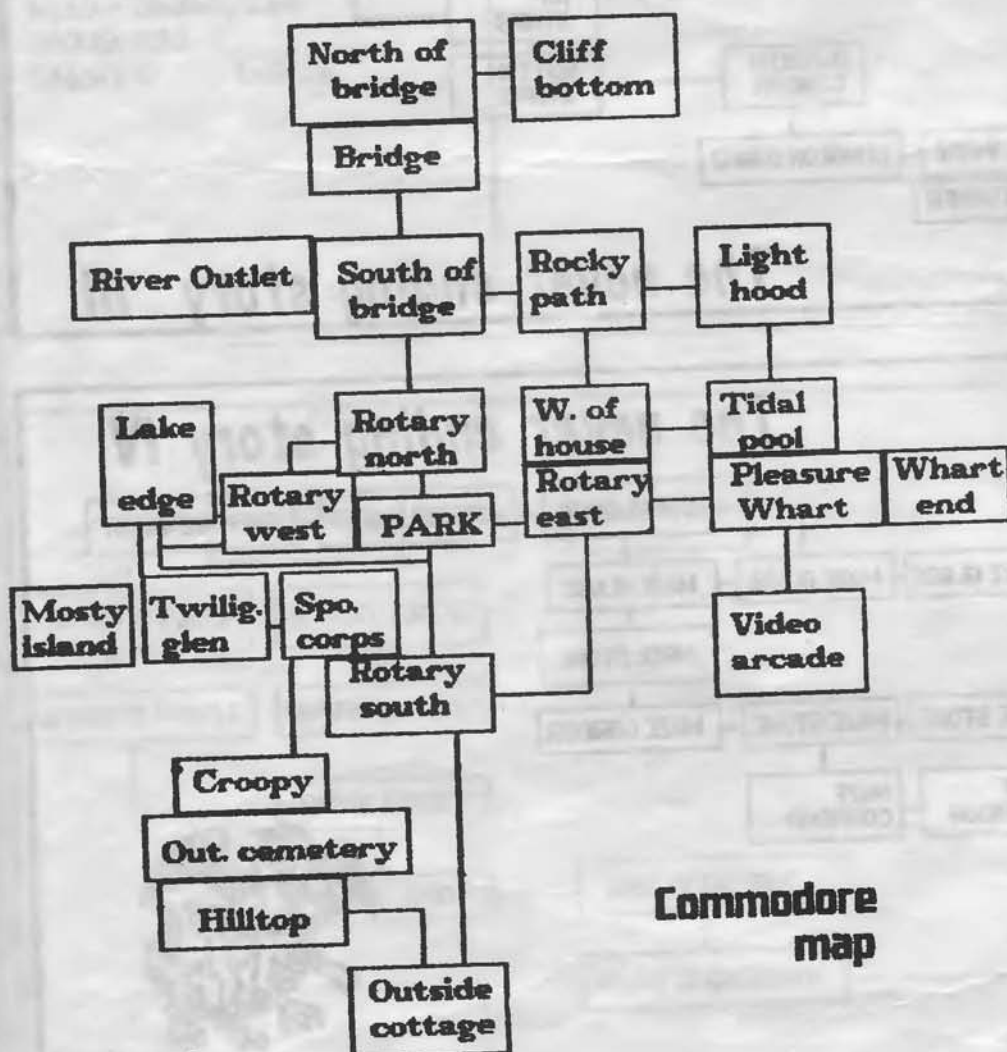 North of
bridge
Cliff
bottom
Bridge
River Outlet
South of
bridge
Rocky
path
Light
hood
Lake
edge
Rotary
north
W. of
house
Tidal
pool
Rotary
west
PARK
Rotary
east
Pleasure
Whart
Whart
end
Mosty
island
Twilig.
glen
Spo.
corps
Video
arcade
Rotary
south
Croopy
Out. cemetery
Hilltop
Commodore
map
Outside
cottage